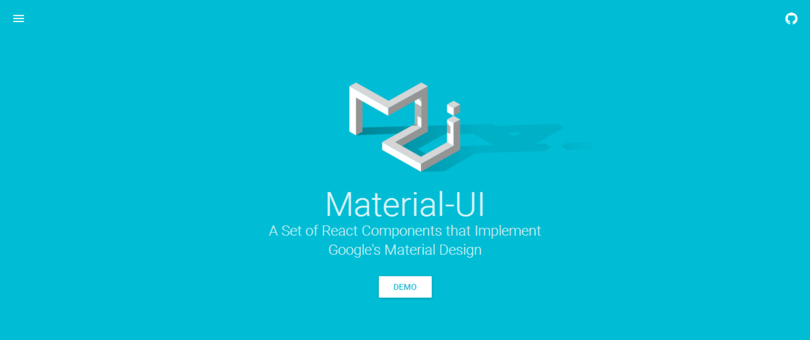 Material-UI
A Set of React Components that Implement
Google's Material Design
DEMO